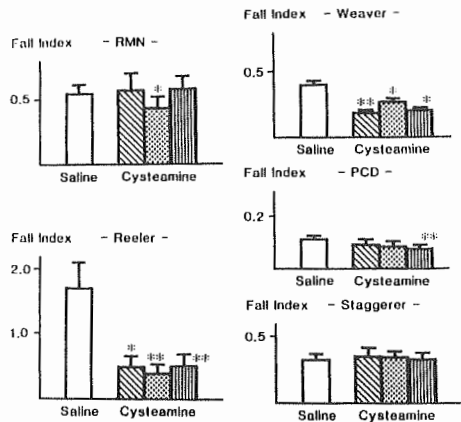 Fall Index - RMN -
0.5
*
Saline Cysteamine
Fall Index - Reeler -
2.0
1.0
* ** **
Saline Cysteamine
Fall Index - Weaver -
0.5
** * *
Saline Cysteamine
Fall Index - PCD -
0.2
**
Saline Cysteamine
Fall Index - Staggerer -
0.5
Saline Cysteamine